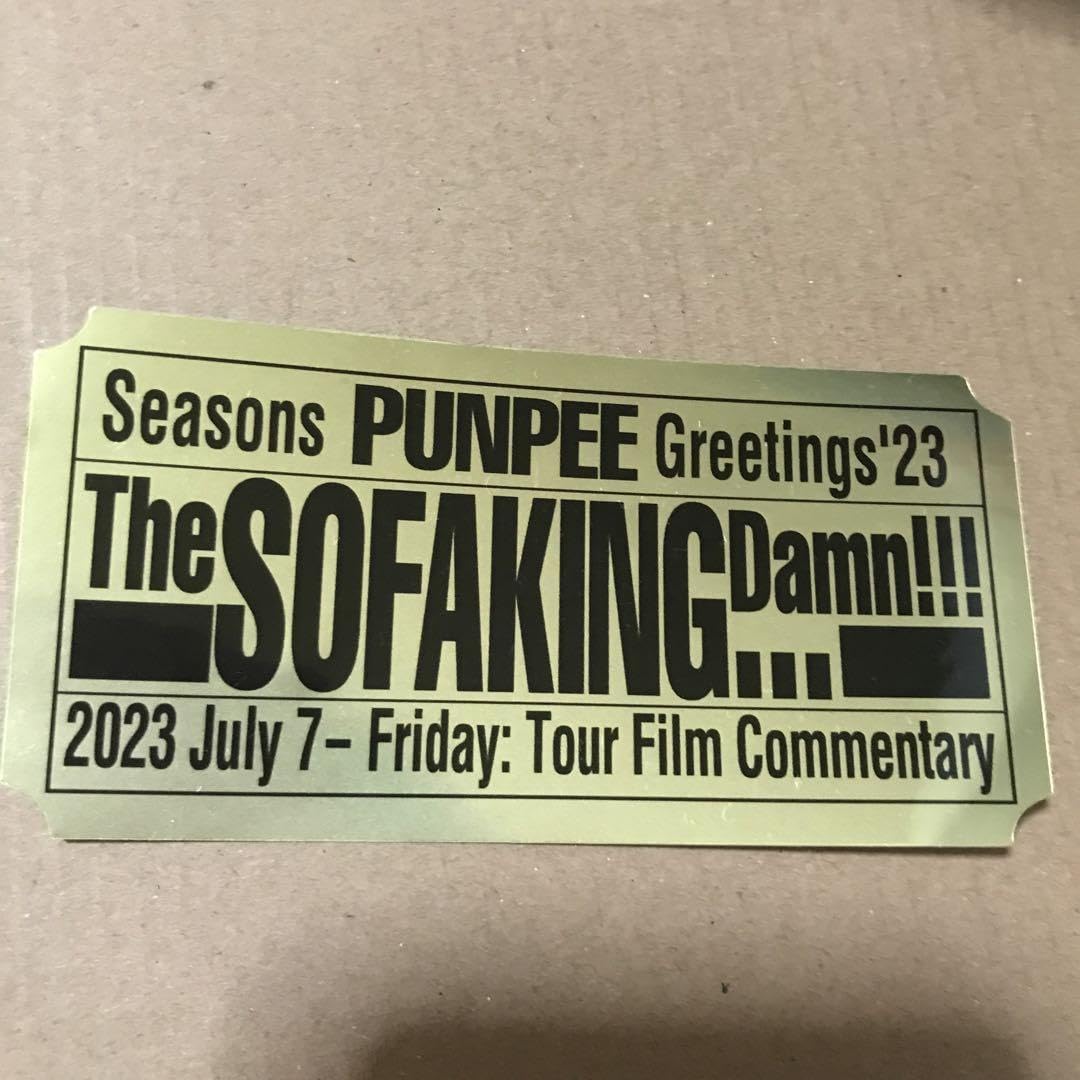 Seasons PUNPEE Greetings'23
The SOFAKING... Damn!!!
2023 July 7– Friday: Tour Film Commentary